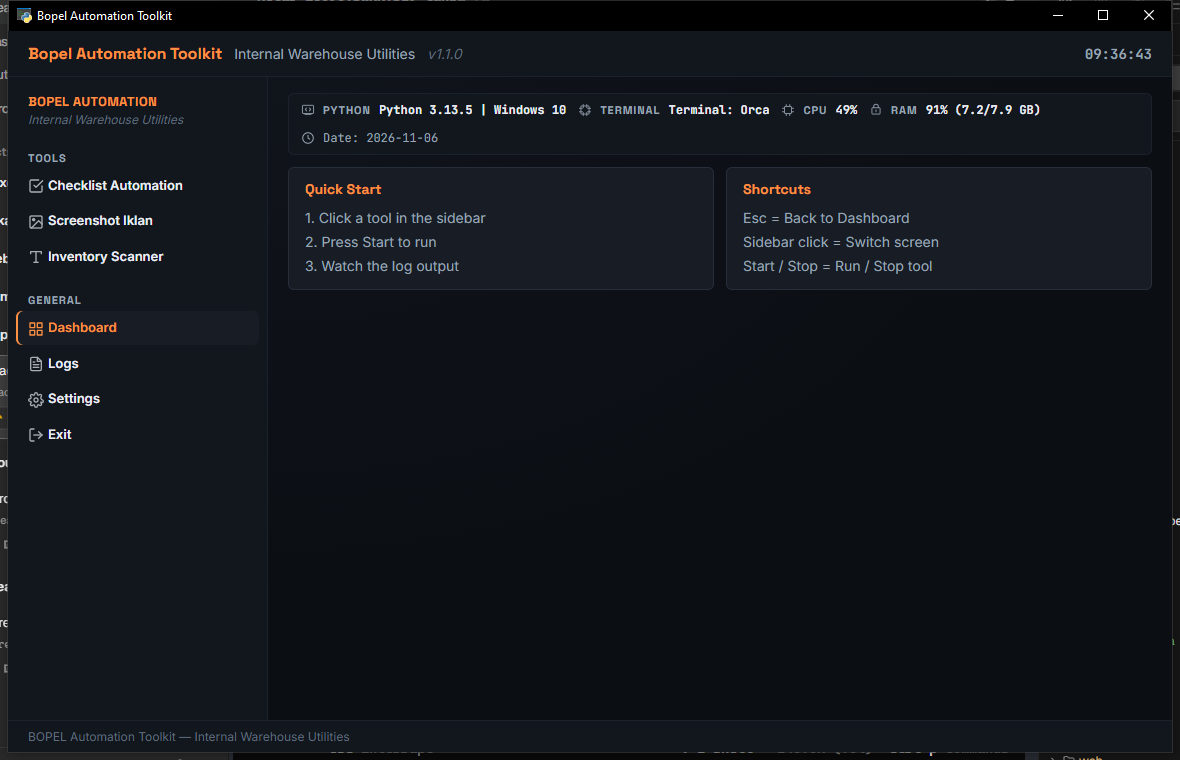 Bopel Automation Toolkit
Bopel Automation Toolkit Internal Warehouse Utilities v1.1.0 09:36:43
BOPEL AUTOMATION
Internal Warehouse Utilities
TOOLS
Checklist Automation
Screenshot Iklan
Inventory Scanner
GENERAL
Dashboard
Logs
Settings
Exit
PYTHON Python 3.13.5 | Windows 10 TERMINAL Terminal: Orca CPU 49% RAM 91% (7.2/7.9 GB)
Date: 2026-11-06
Quick Start
1. Click a tool in the sidebar
2. Press Start to run
3. Watch the log output
Shortcuts
Esc = Back to Dashboard
Sidebar click = Switch screen
Start / Stop = Run / Stop tool
BOPEL Automation Toolkit — Internal Warehouse Utilities